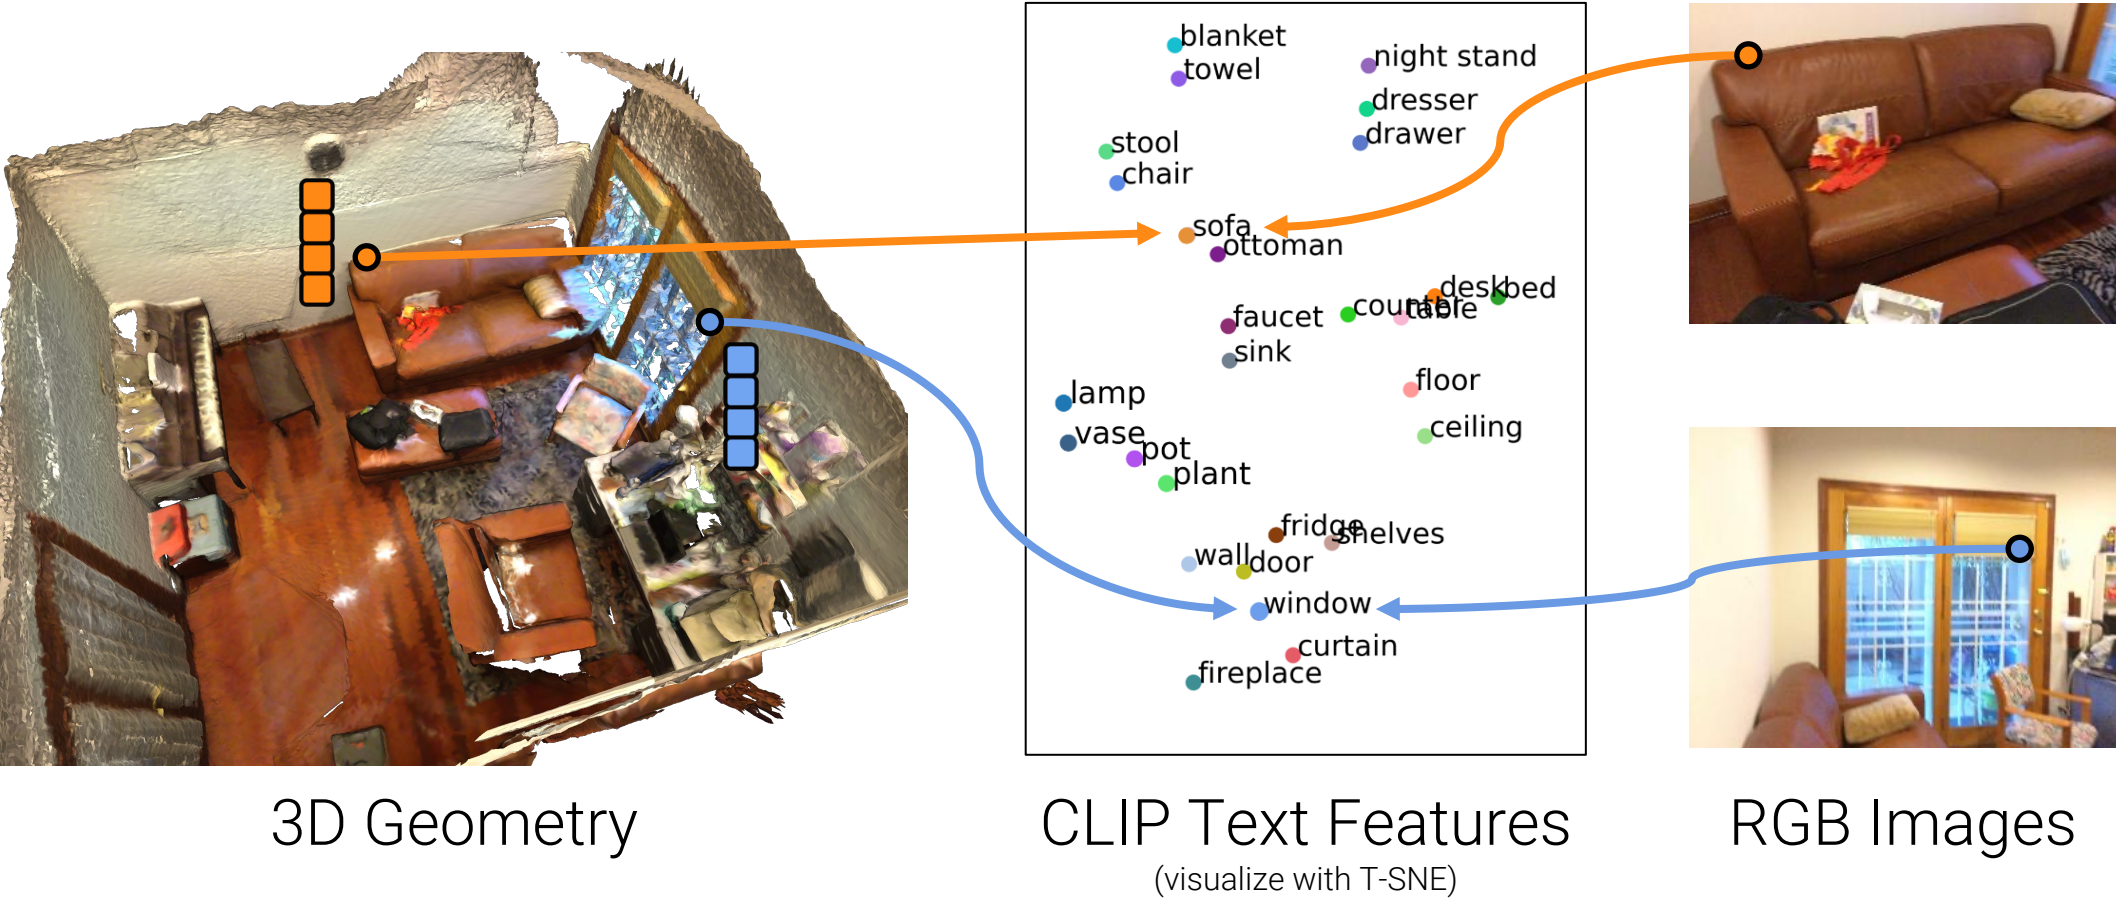 blanket
towel
night stand
dresser
drawer
stool
chair
sofa
ottoman
desk
bed
counter
table
faucet
sink
floor
lamp
ceiling
vase
pot
plant
fridge
shelves
wall
door
window
curtain
fireplace
3D Geometry
CLIP Text Features
(visualize with T-SNE)
RGB Images